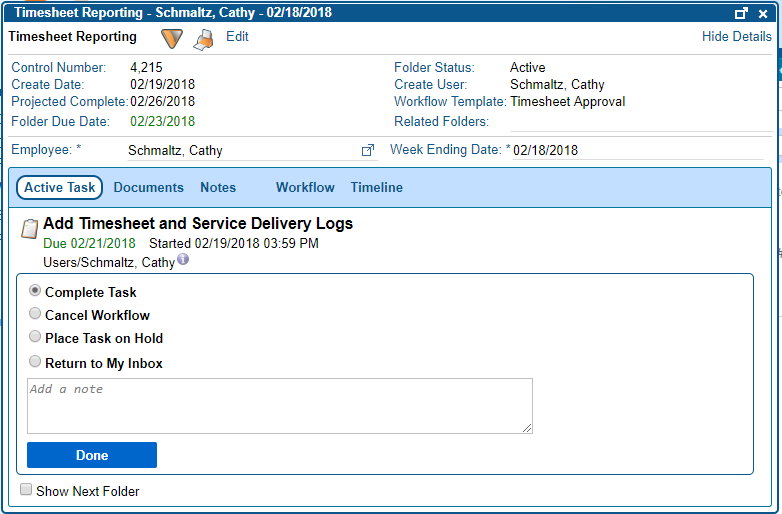 Timesheet Reporting - Schmaltz, Cathy - 02/18/2018
Timesheet Reporting Edit Hide Details
Control Number: 4,215 Folder Status: Active
Create Date: 02/19/2018 Create User: Schmaltz, Cathy
Projected Complete: 02/26/2018 Workflow Template: Timesheet Approval
Folder Due Date: 02/23/2018 Related Folders:
Employee: * Schmaltz, Cathy Week Ending Date: * 02/18/2018
Active Task Documents Notes Workflow Timeline
Add Timesheet and Service Delivery Logs
Due 02/21/2018 Started 02/19/2018 03:59 PM
Users/Schmaltz, Cathy
Complete Task
Cancel Workflow
Place Task on Hold
Return to My Inbox
Add a note
Done
Show Next Folder